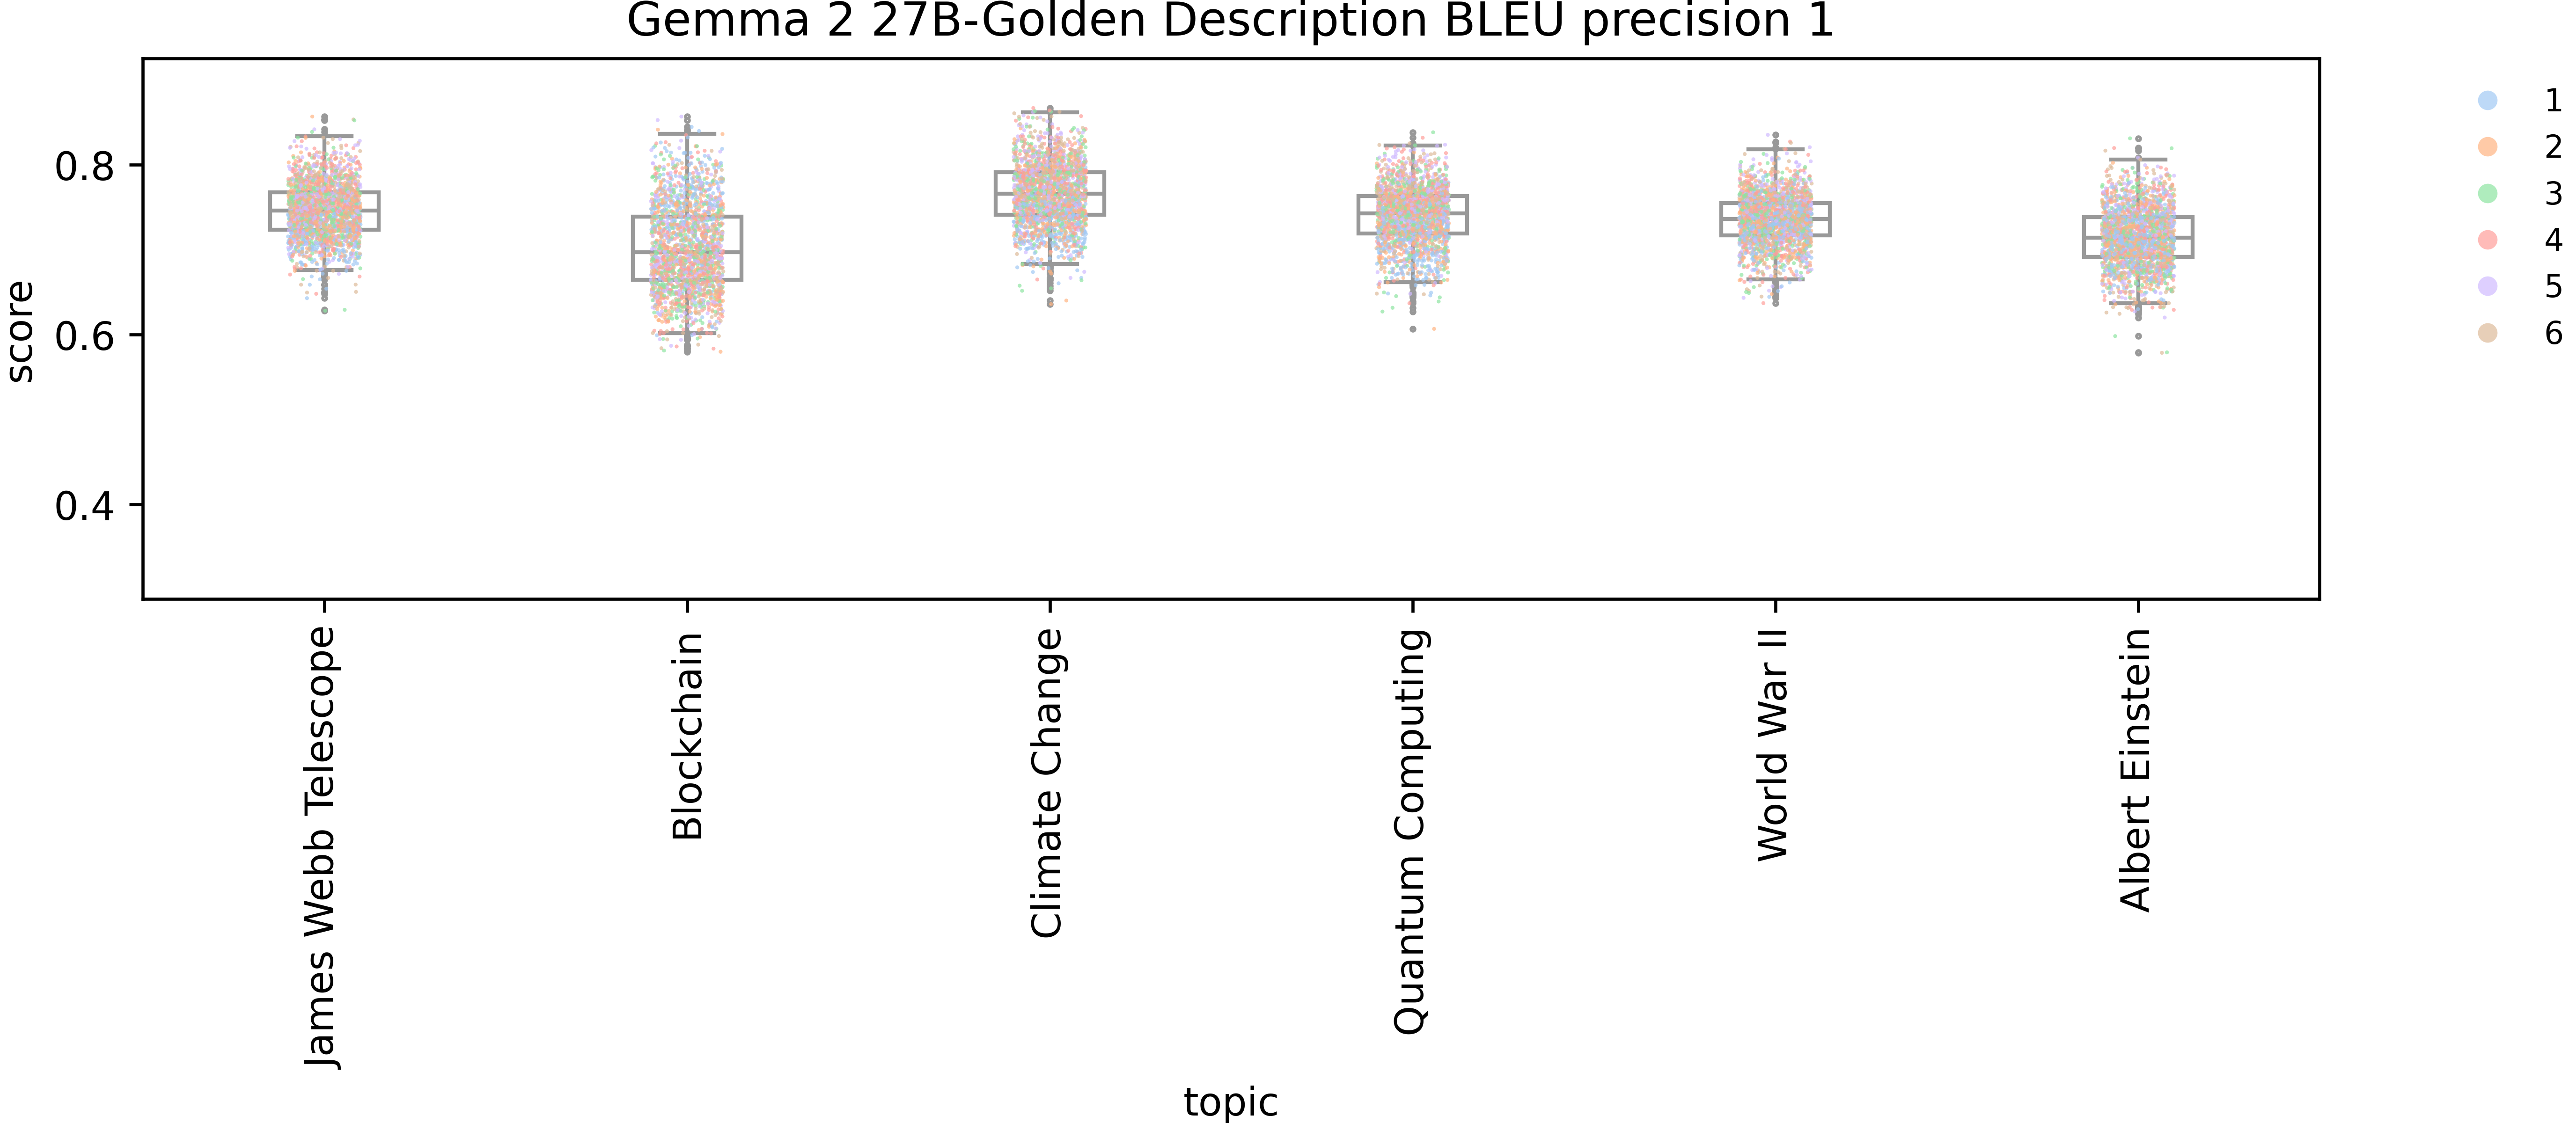 Gemma 2 27B-Golden Description BLEU precision 1
score
0.8
0.6
0.4
James Webb Telescope
Blockchain
Climate Change
Quantum Computing
World War II
Albert Einstein
topic
1
2
3
4
5
6